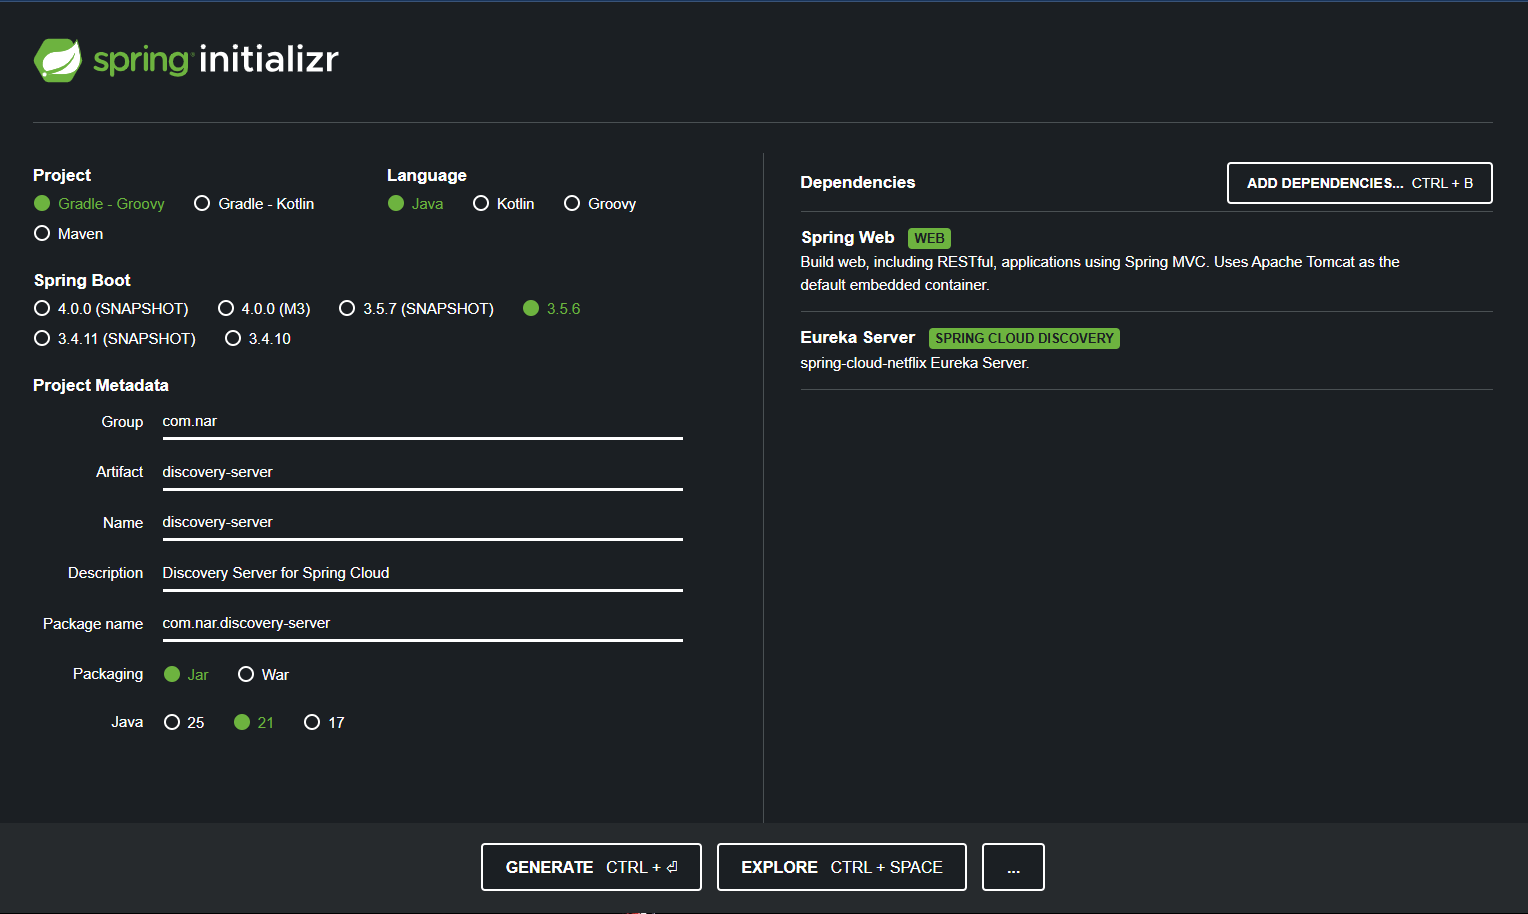 spring initializr
Project
Gradle - Groovy
Gradle - Kotlin
Maven
Language
Java
Kotlin
Groovy
Spring Boot
4.0.0 (SNAPSHOT)
4.0.0 (M3)
3.5.7 (SNAPSHOT)
3.5.6
3.4.11 (SNAPSHOT)
3.4.10
Project Metadata
Group com.nar
Artifact discovery-server
Name discovery-server
Description Discovery Server for Spring Cloud
Package name com.nar.discovery-server
Packaging Jar War
Java 25 21 17
Dependencies
ADD DEPENDENCIES... CTRL + B
Spring Web WEB
Build web, including RESTful, applications using Spring MVC. Uses Apache Tomcat as the
default embedded container.
Eureka Server SPRING CLOUD DISCOVERY
spring-cloud-netflix Eureka Server.
GENERATE CTRL + ⏎
EXPLORE CTRL + SPACE
...